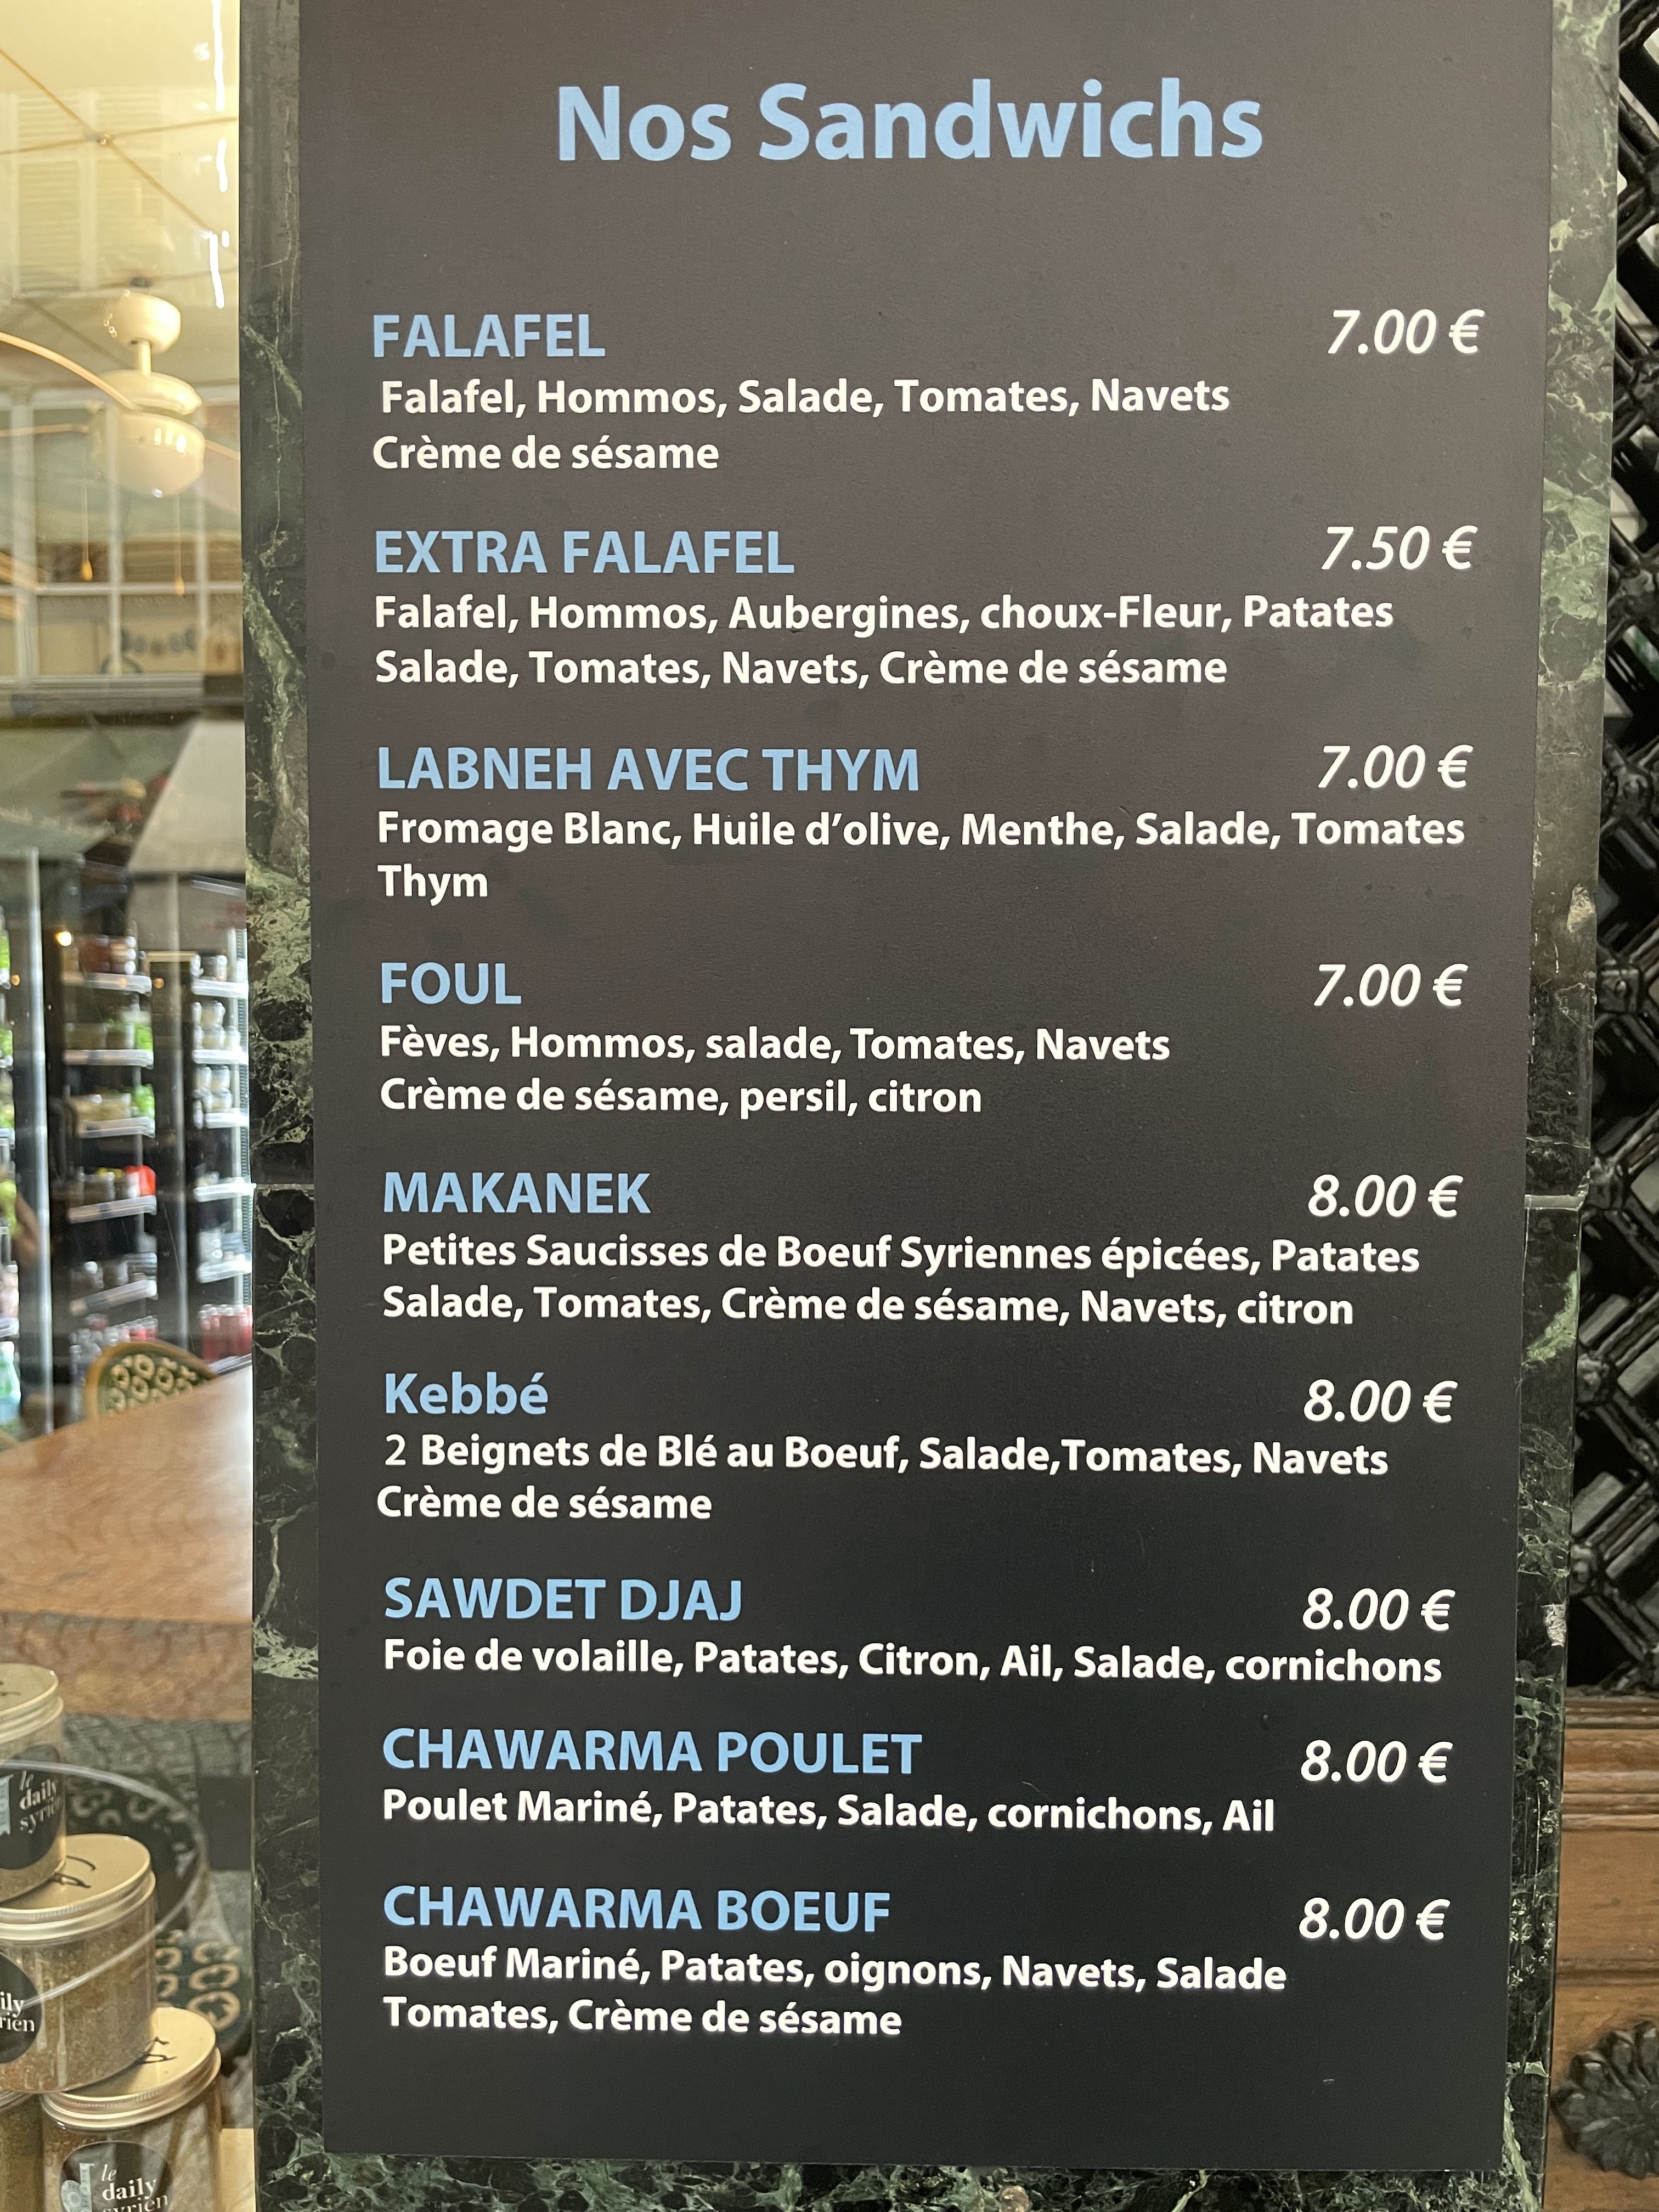 Nos Sandwichs
FALAFEL 7.00 €
Falafel, Hommos, Salade, Tomates, Navets
Crème de sésame
EXTRA FALAFEL 7.50 €
Falafel, Hommos, Aubergines, choux-Fleur, Patates
Salade, Tomates, Navets, Crème de sésame
LABNEH AVEC THYM 7.00 €
Fromage Blanc, Huile d’olive, Menthe, Salade, Tomates
Thym
FOUL 7.00 €
Fèves, Hommos, salade, Tomates, Navets
Crème de sésame, persil, citron
MAKANEK 8.00 €
Petites Saucisses de Boeuf Syriennes épicées, Patates
Salade, Tomates, Crème de sésame, Navets, citron
Kebbé 8.00 €
2 Beignets de Blé au Boeuf, Salade,Tomates, Navets
Crème de sésame
SAWDET DJAJ 8.00 €
Foie de volaille, Patates, Citron, Ail, Salade, cornichons
CHAWARMA POULET 8.00 €
Poulet Mariné, Patates, Salade, cornichons, Ail
CHAWARMA BOEUF 8.00 €
Boeuf Mariné, Patates, oignons, Navets, Salade
Tomates, Crème de sésame
le
daily
le
daily
syrien